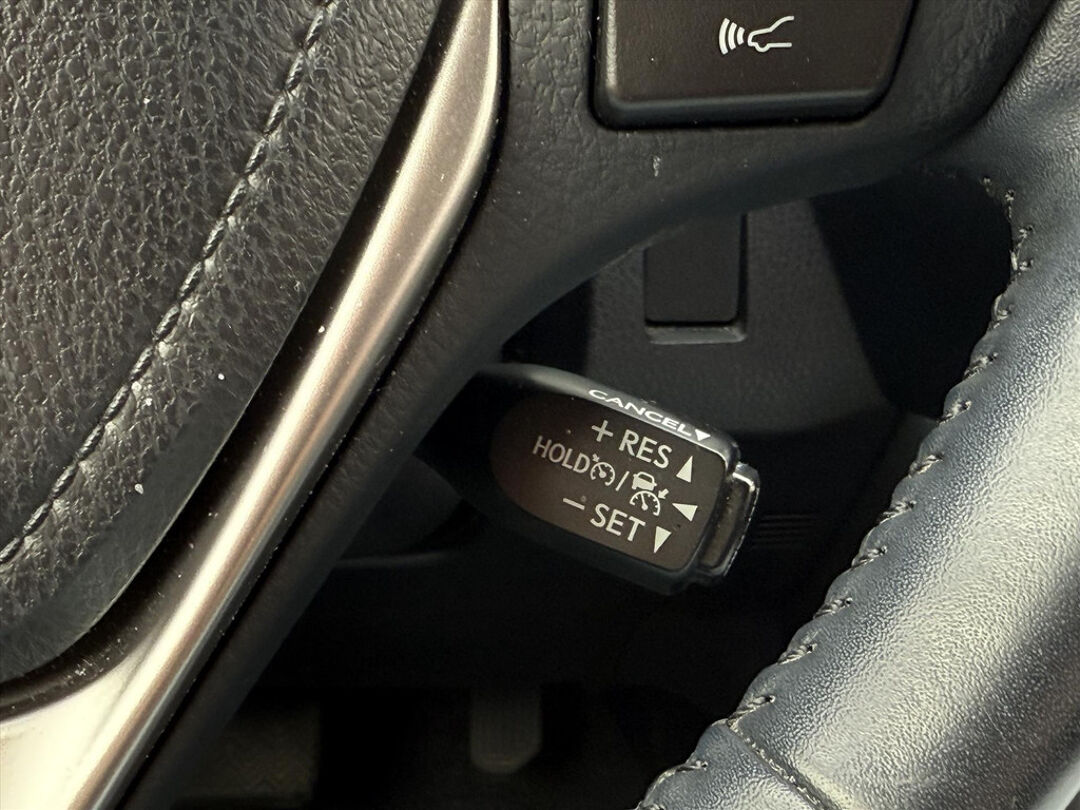 CANCEL▼
+ RES ▲
HOLD / ◀
− SET ▼